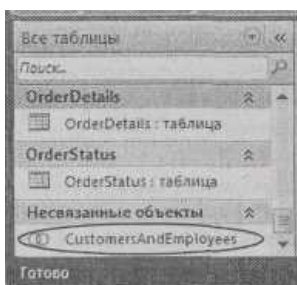 Все таблицы
Поиск...
OrderDetails
OrderDetails : таблица
OrderStatus
OrderStatus : таблица
Несвязанные объекты
CustomersAndEmployees
Готово